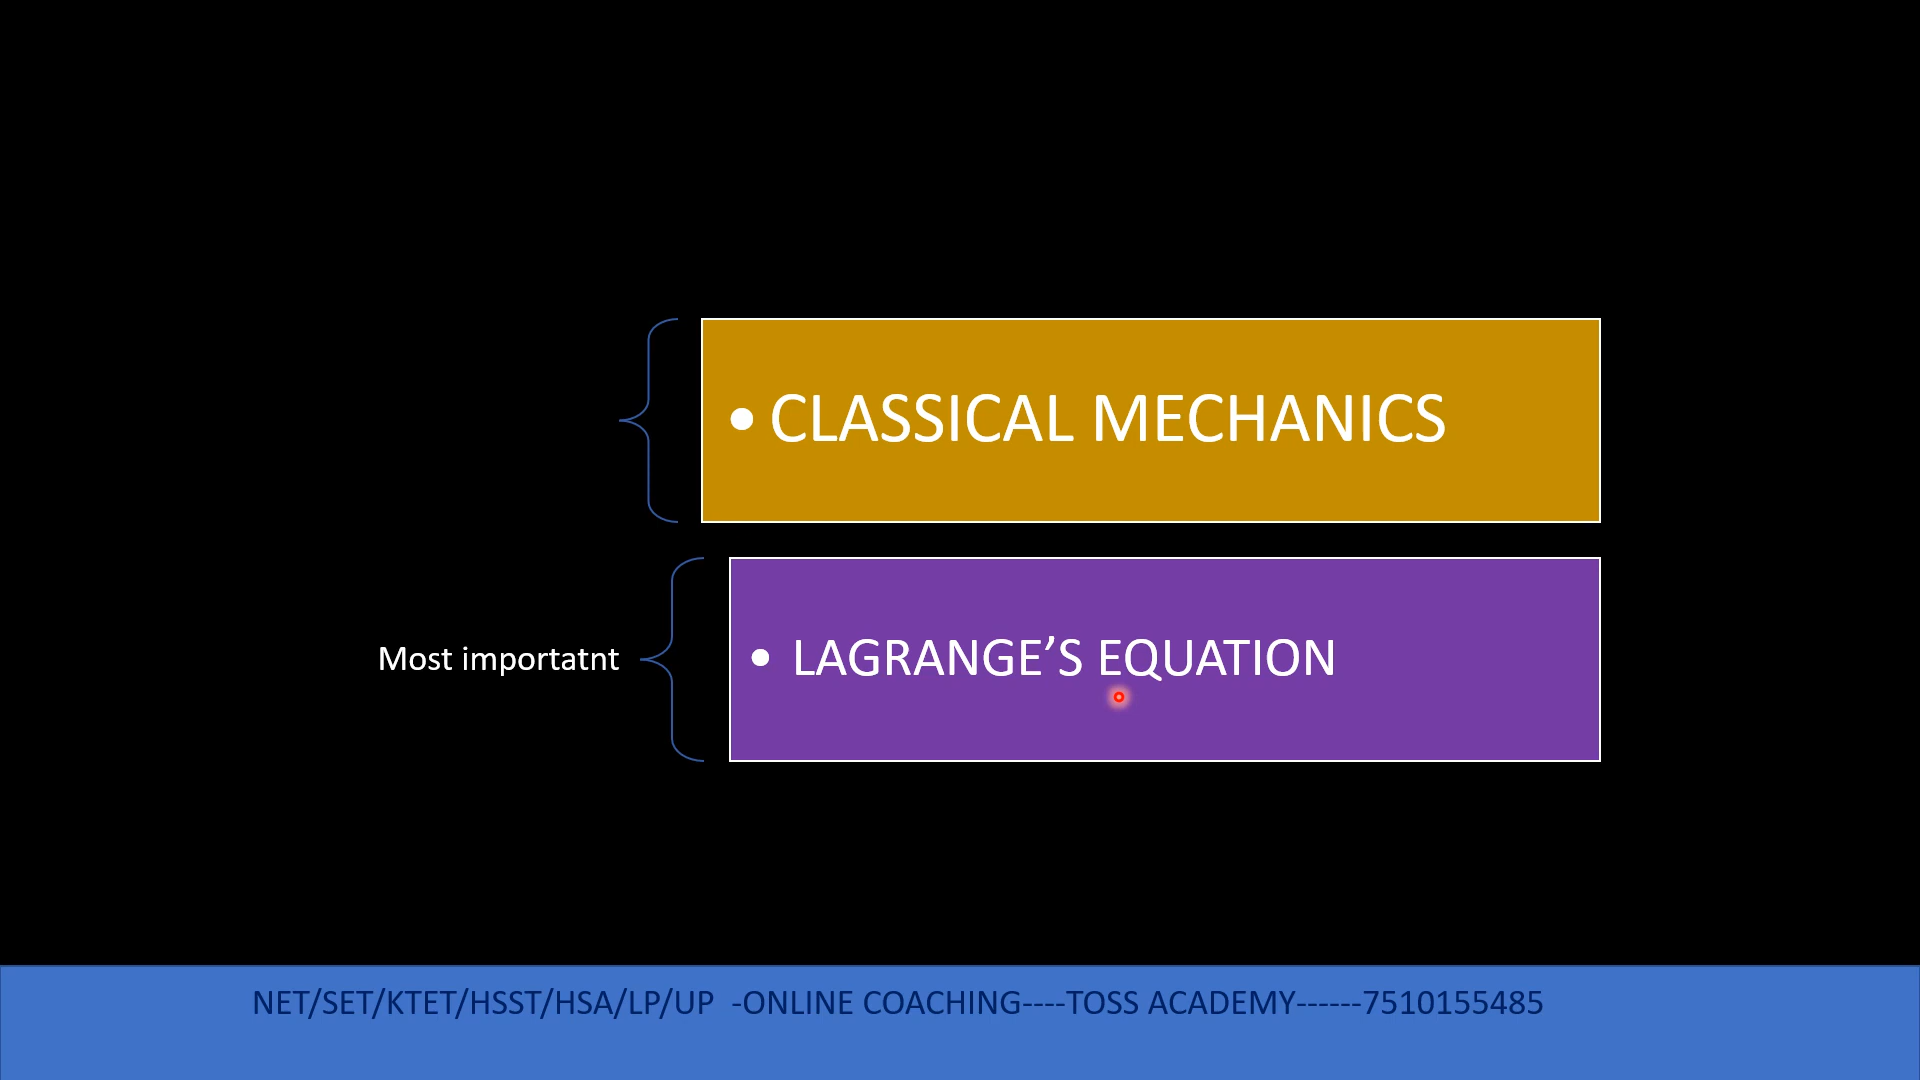 • CLASSICAL MECHANICS
Most importatnt
• LAGRANGE’S EQUATION
NET/SET/KTET/HSST/HSA/LP/UP -ONLINE COACHING----TOSS ACADEMY------7510155485